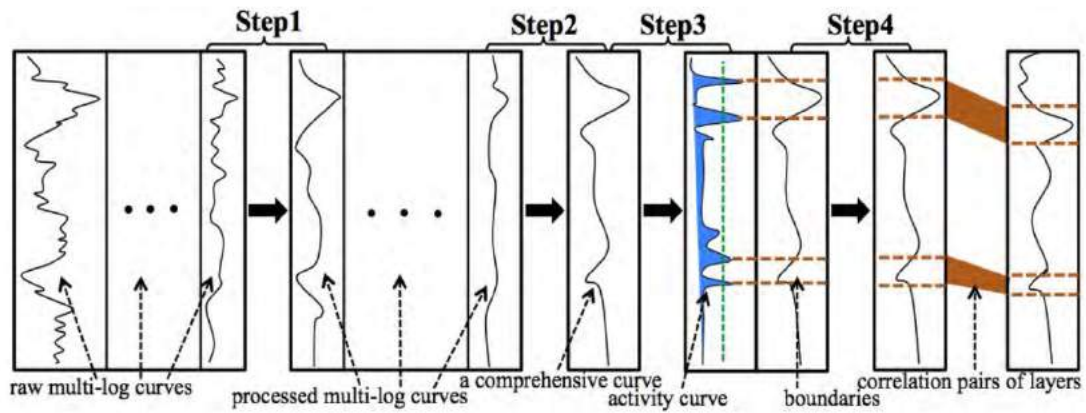 Step1
Step2
Step3
Step4
raw multi-log curves
processed multi-log curves
a comprehensive curve
activity curve
boundaries
correlation pairs of layers